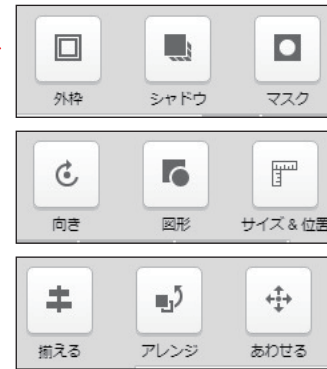 外枠 シャドウ マスク
向き 図形 サイズ & 位置
揃える アレンジ あわせる